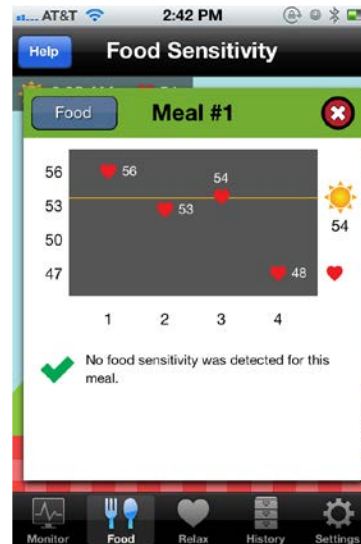 AT&T 2:42 PM
Help Food Sensitivity
Food Meal #1
56 56
54
53 53
54
50
47 48
1 2 3 4
No food sensitivity was detected for this
meal.
Monitor Food Relax History Settings